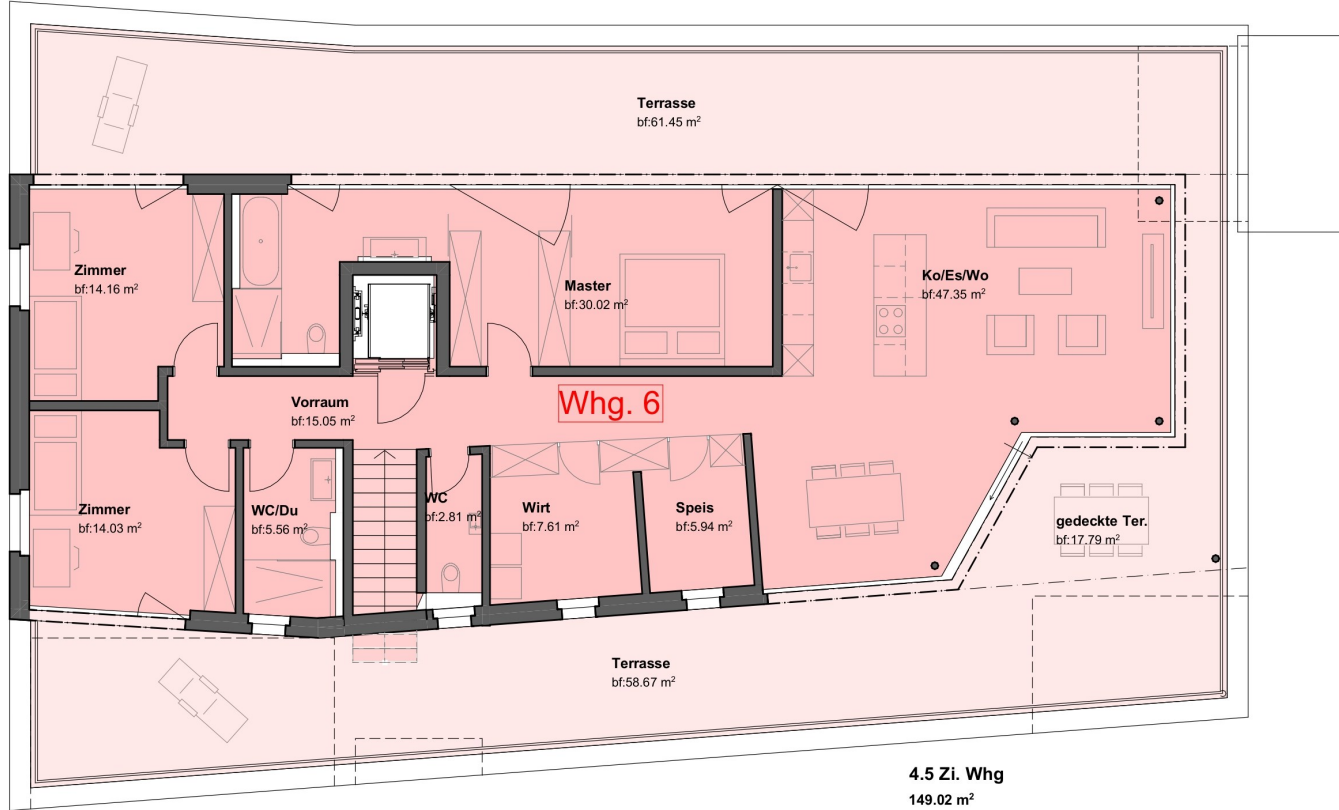 Terrasse
bf:61.45 m²
Zimmer
bf:14.16 m²
Master
bf:30.02 m²
Ko/Es/Wo
bf:47.35 m²
Vorraum
bf:15.05 m²
Whg. 6
Zimmer
bf:14.03 m²
WC/Du
bf:5.56 m²
WC
bf:2.81 m²
Wirt
bf:7.61 m²
Speis
bf:5.94 m²
gedeckte Ter.
bf:17.79 m²
Terrasse
bf:58.67 m²
4.5 Zi. Whg
149.02 m²